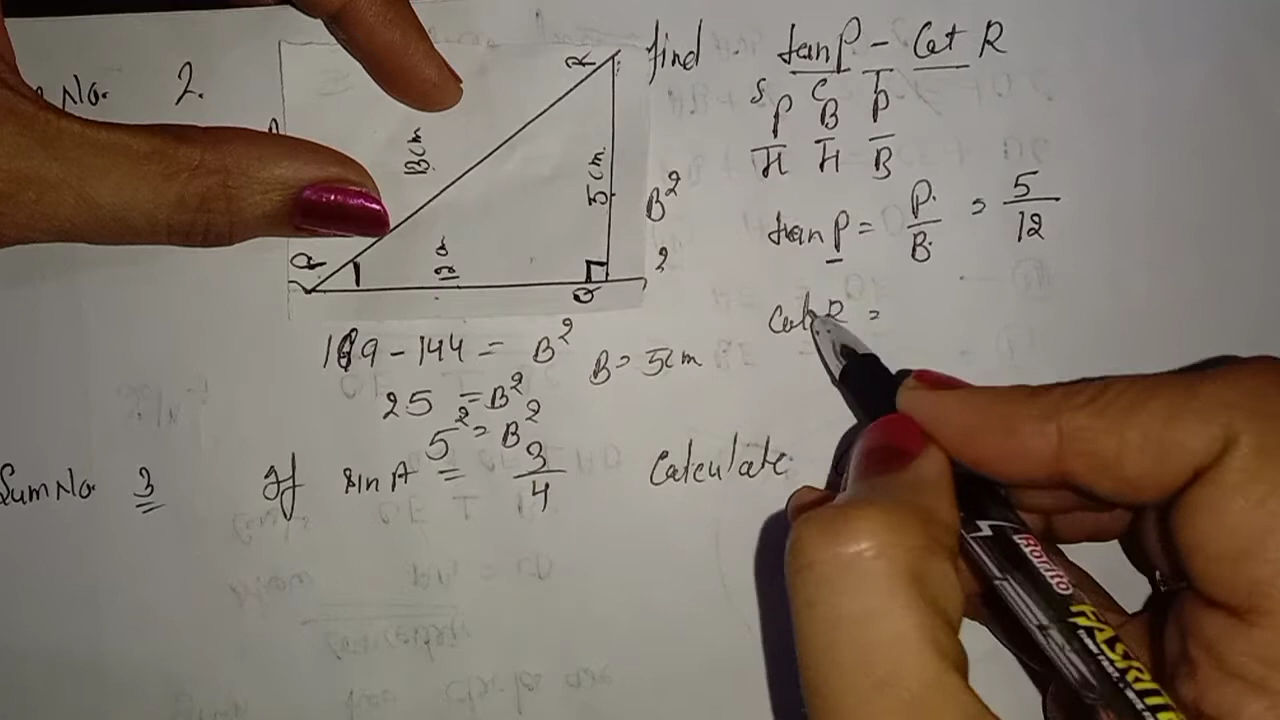 No. 2.
find tan P - Cot R
S C T
P/H B/H P/B
R
13cm
5cm
12
P
Q
B²
2
tan P = P/B = 5/12
Cot R =
169 - 144 = B²
B = 5cm
25 = B²
5² = B²
Sum No. 3 If sin A = 3/4 Calculate
Rorito
FASRITE